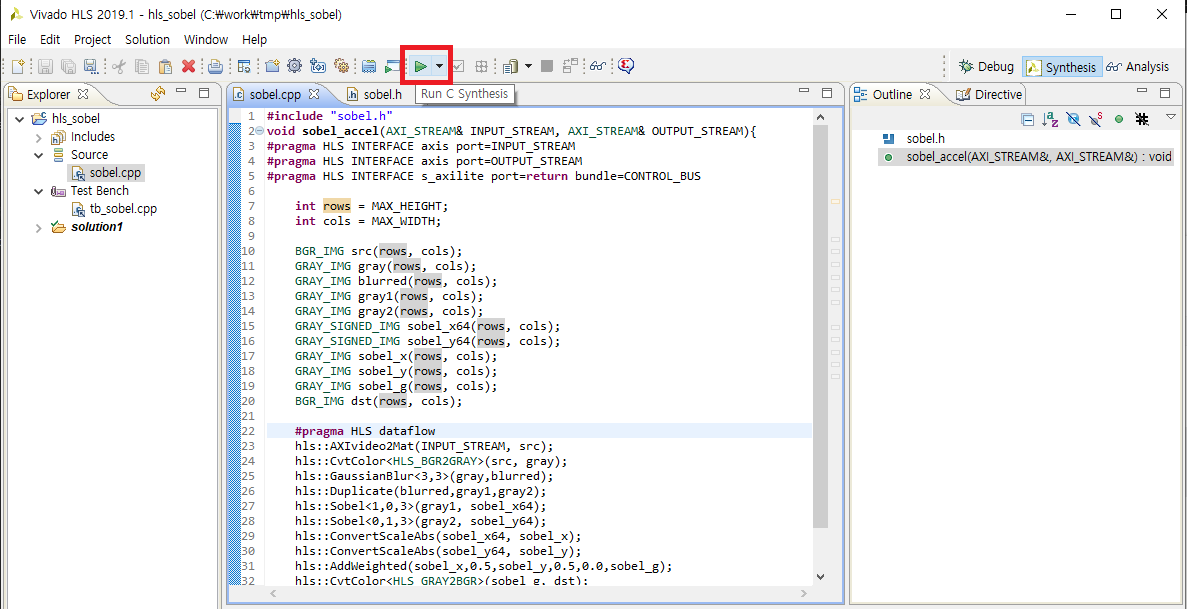 Vivado HLS 2019.1 - hls_sobel (C:₩work₩tmp₩hls_sobel)
File Edit Project Solution Window Help
Debug Synthesis Analysis
Run C Synthesis
Explorer
hls_sobel
Includes
Source
sobel.cpp
Test Bench
tb_sobel.cpp
solution1
sobel.cpp sobel.h
1 #include "sobel.h"
2 void sobel_accel(AXI_STREAM& INPUT_STREAM, AXI_STREAM& OUTPUT_STREAM){
3 #pragma HLS INTERFACE axis port=INPUT_STREAM
4 #pragma HLS INTERFACE axis port=OUTPUT_STREAM
5 #pragma HLS INTERFACE s_axilite port=return bundle=CONTROL_BUS
6
7 int rows = MAX_HEIGHT;
8 int cols = MAX_WIDTH;
9
10 BGR_IMG src(rows, cols);
11 GRAY_IMG gray(rows, cols);
12 GRAY_IMG blurred(rows, cols);
13 GRAY_IMG gray1(rows, cols);
14 GRAY_IMG gray2(rows, cols);
15 GRAY_SIGNED_IMG sobel_x64(rows, cols);
16 GRAY_SIGNED_IMG sobel_y64(rows, cols);
17 GRAY_IMG sobel_x(rows, cols);
18 GRAY_IMG sobel_y(rows, cols);
19 GRAY_IMG sobel_g(rows, cols);
20 BGR_IMG dst(rows, cols);
21
22 #pragma HLS dataflow
23 hls::AXIvideo2Mat(INPUT_STREAM, src);
24 hls::CvtColor<HLS_BGR2GRAY>(src, gray);
25 hls::GaussianBlur<3,3>(gray,blurred);
26 hls::Duplicate(blurred,gray1,gray2);
27 hls::Sobel<1,0,3>(gray1, sobel_x64);
28 hls::Sobel<0,1,3>(gray2, sobel_y64);
29 hls::ConvertScaleAbs(sobel_x64, sobel_x);
30 hls::ConvertScaleAbs(sobel_y64, sobel_y);
31 hls::AddWeighted(sobel_x,0.5,sobel_y,0.5,0.0,sobel_g);
32 hls::CvtColor<HLS_GRAY2BGR>(sobel_g, dst);
Outline Directive
sobel.h
sobel_accel(AXI_STREAM&, AXI_STREAM&) : void